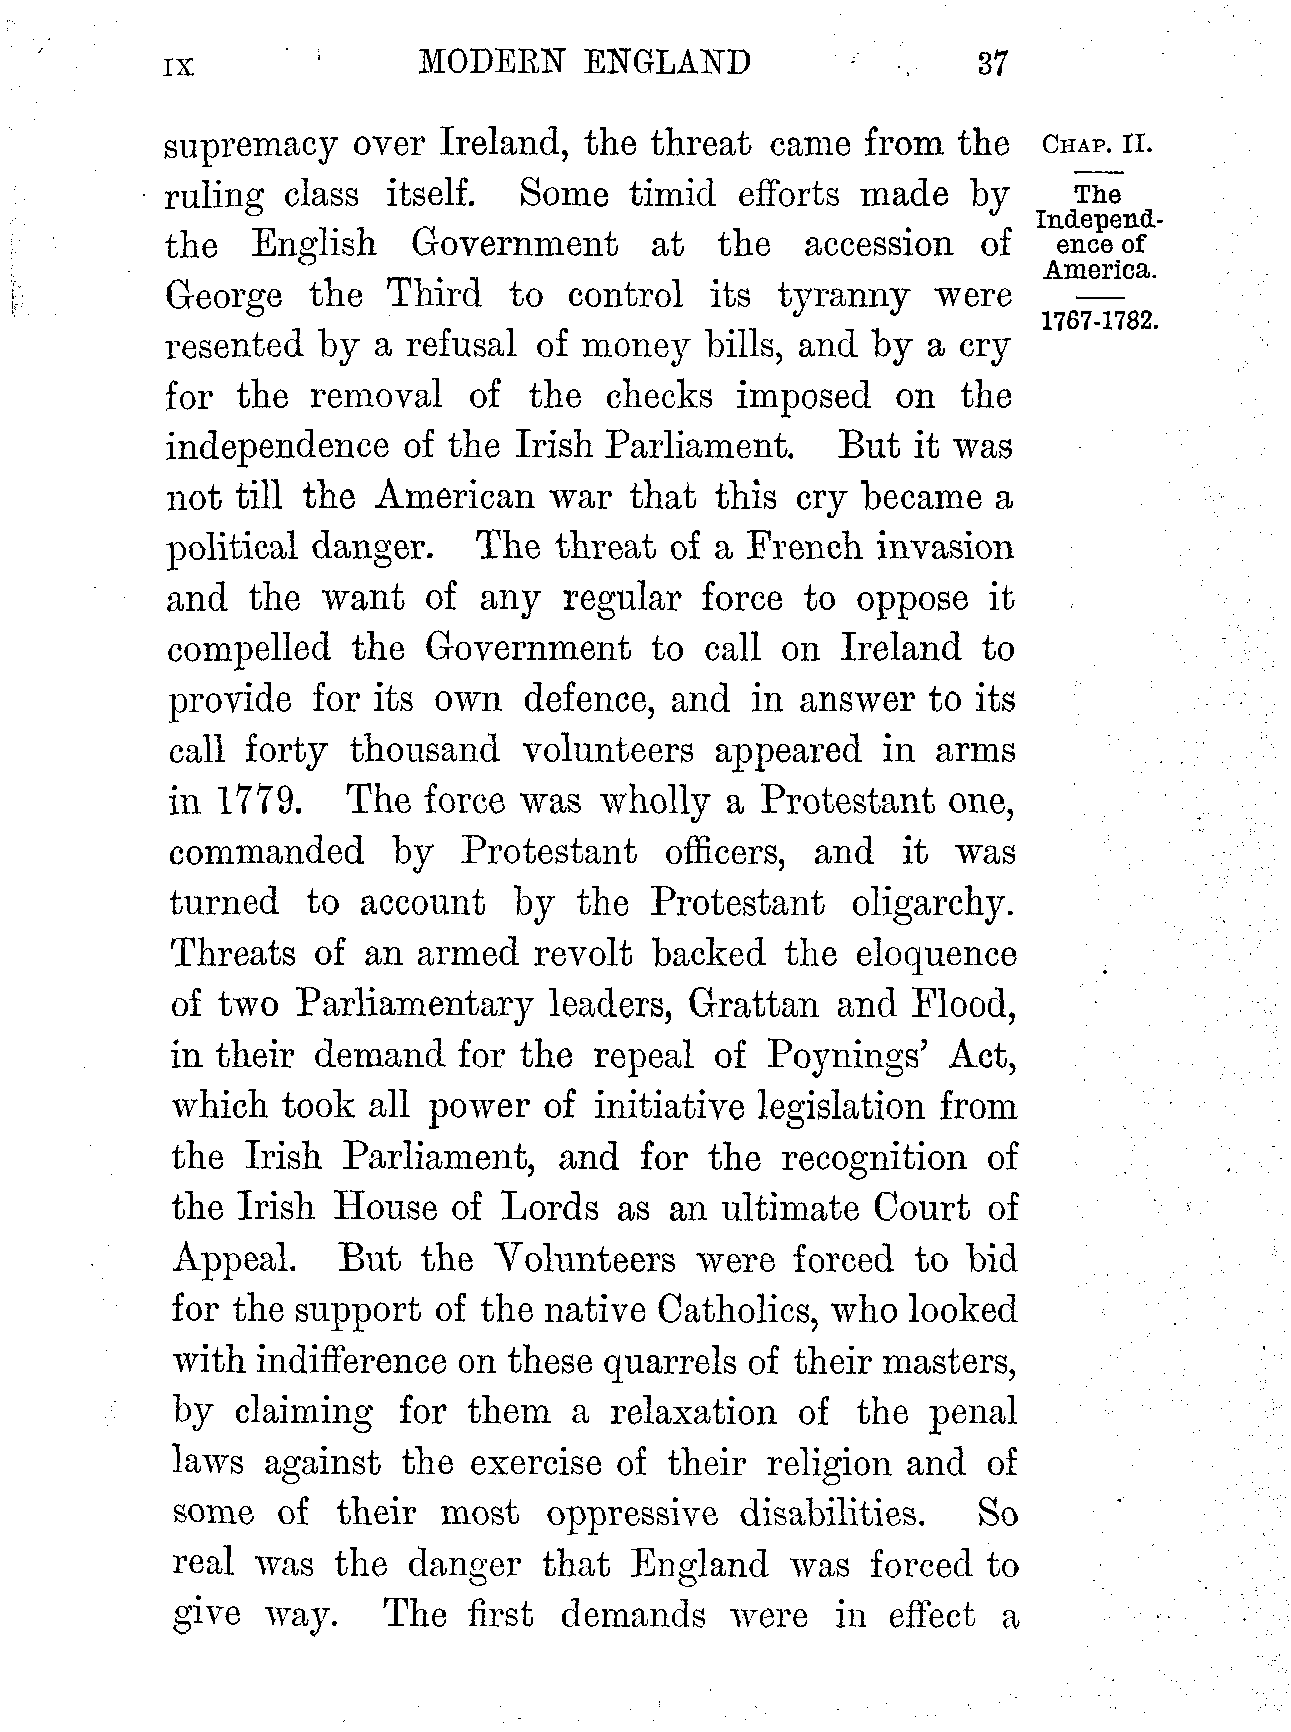 IX MODERN ENGLAND 37
supremacy over Ireland, the threat came from the
ruling class itself. Some timid efforts made by
the English Government at the accession of
George the Third to control its tyranny were
resented by a refusal of money bills, and by a cry
for the removal of the checks imposed on the
independence of the Irish Parliament. But it was
not till the American war that this cry became a
political danger. The threat of a French invasion
and the want of any regular force to oppose it
compelled the Government to call on Ireland to
provide for its own defence, and in answer to its
call forty thousand volunteers appeared in arms
in 1779. The force was wholly a Protestant one,
commanded by Protestant officers, and it was
turned to account by the Protestant oligarchy.
Threats of an armed revolt backed the eloquence
of two Parliamentary leaders, Grattan and Flood,
in their demand for the repeal of Poynings' Act,
which took all power of initiative legislation from
the Irish Parliament, and for the recognition of
the Irish House of Lords as an ultimate Court of
Appeal. But the Volunteers were forced to bid
for the support of the native Catholics, who looked
with indifference on these quarrels of their masters,
by claiming for them a relaxation of the penal
laws against the exercise of their religion and of
some of their most oppressive disabilities. So
real was the danger that England was forced to
give way. The first demands were in effect a
CHAP. II.
The
Independ-
ence of
America.
1767-1782.